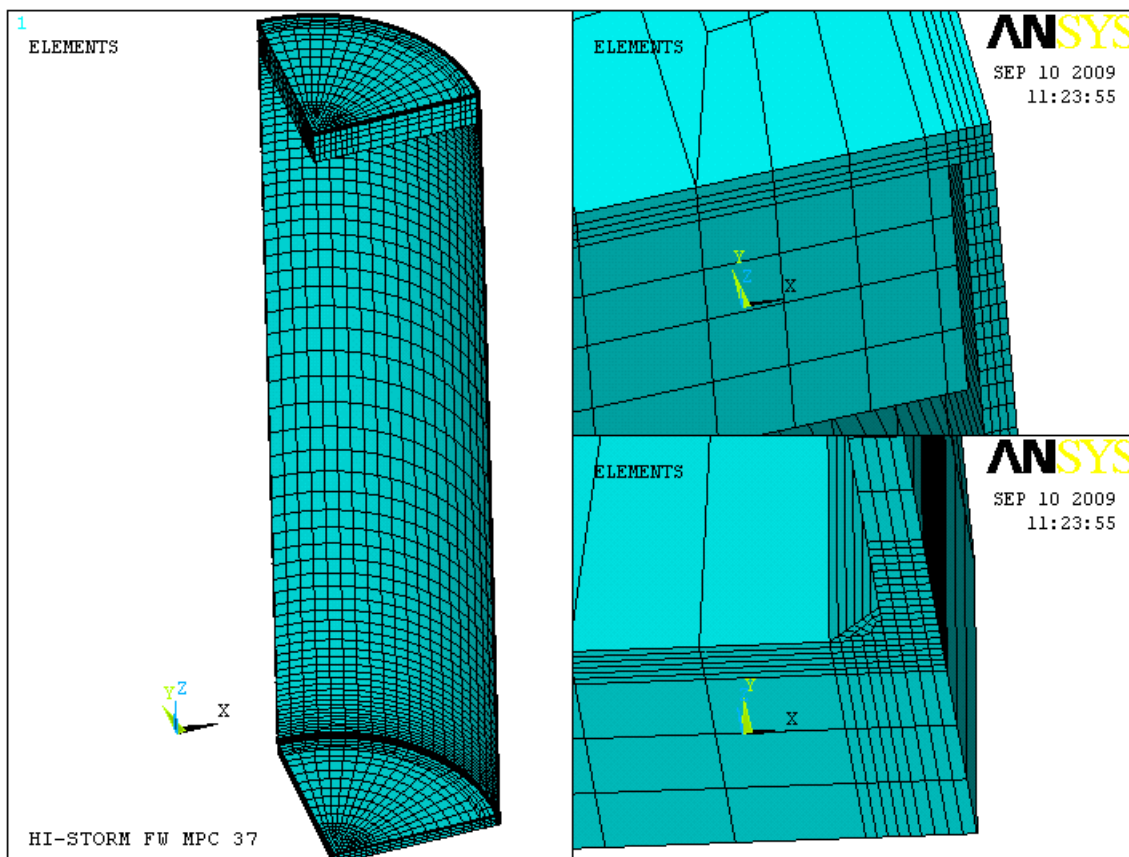 1
ELEMENTS
Y
Z
X
HI-STORM FW MPC 37
ELEMENTS
ANSYS
SEP 10 2009
11:23:55
Y
Z
X
ELEMENTS
ANSYS
SEP 10 2009
11:23:55
Y
X